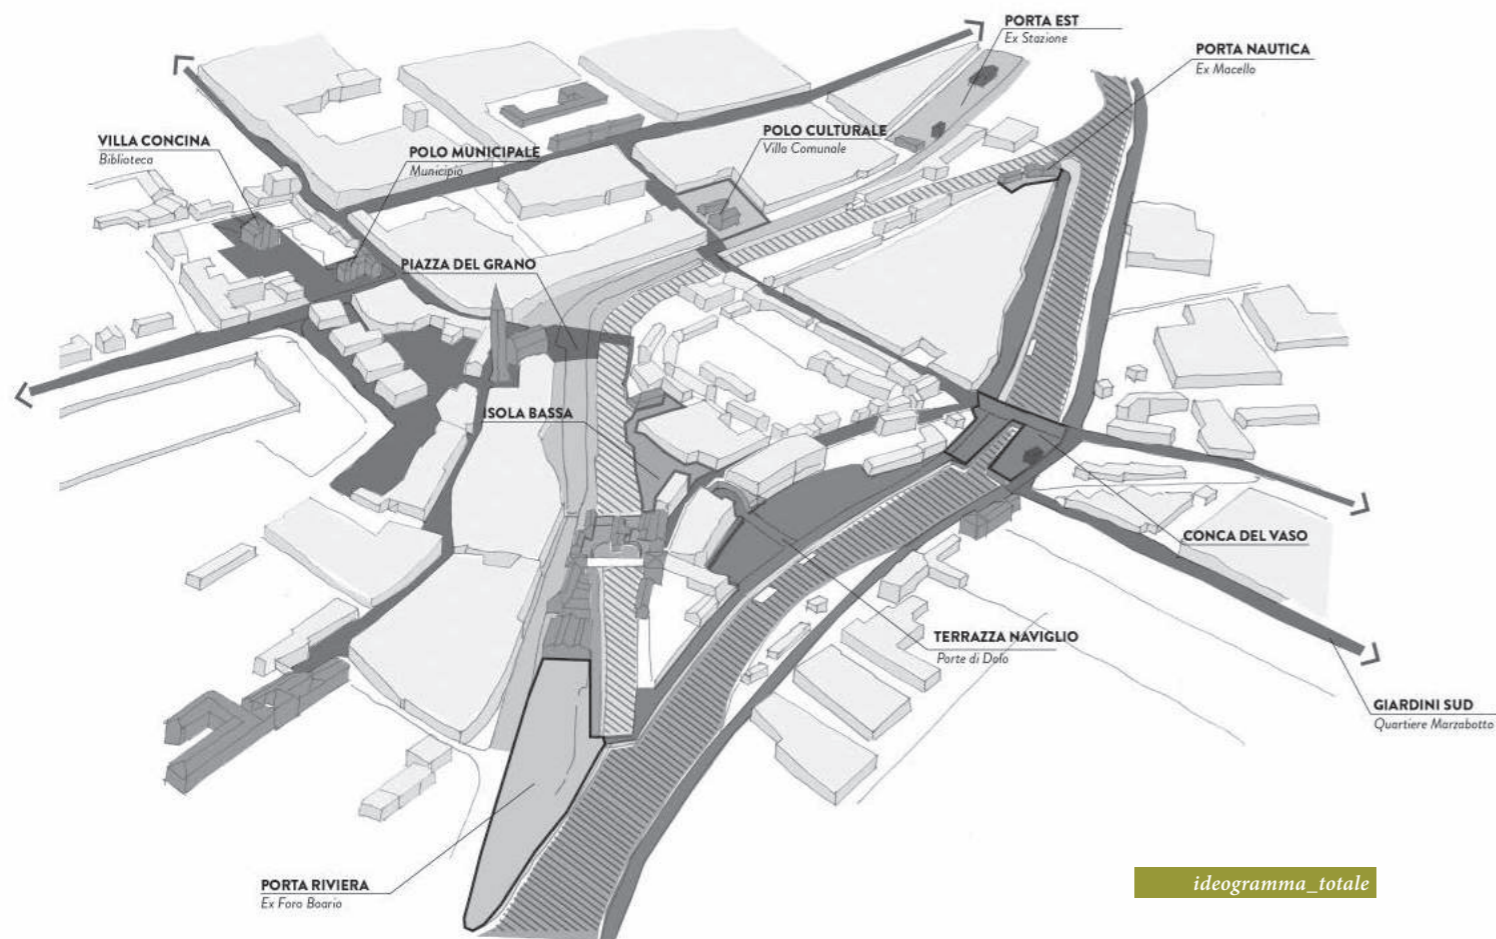 PORTA EST
Ex Stazione
PORTA NAUTICA
Ex Macello
VILLA CONCINA
Biblioteca
POLO MUNICIPALE
Municipio
POLO CULTURALE
Villa Comunale
PIAZZA DEL GRANO
ISOLA BASSA
CONCA DEL VASO
TERRAZZA NAVIGLIO
Porte di Dolo
GIARDINI SUD
Quartiere Marzabotto
PORTA RIVIERA
Ex Foro Boario
ideogramma_totale